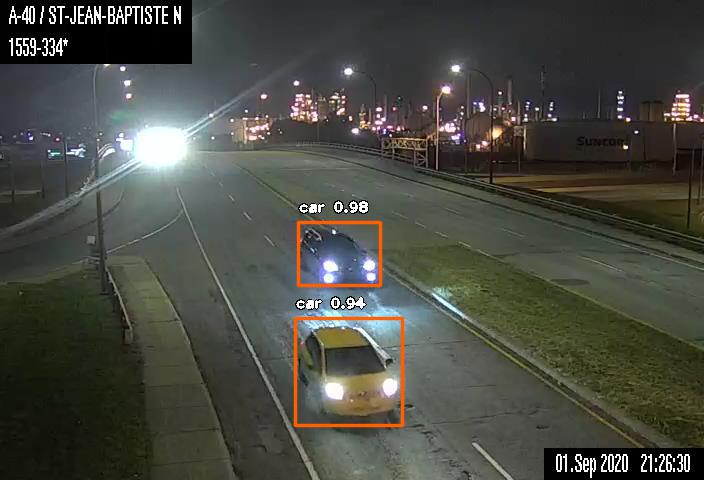 A-40 / ST-JEAN-BAPTISTE N
1559-334*
SUNCOR
car 0.98
car 0.94
01.Sep 2020 21:26:30